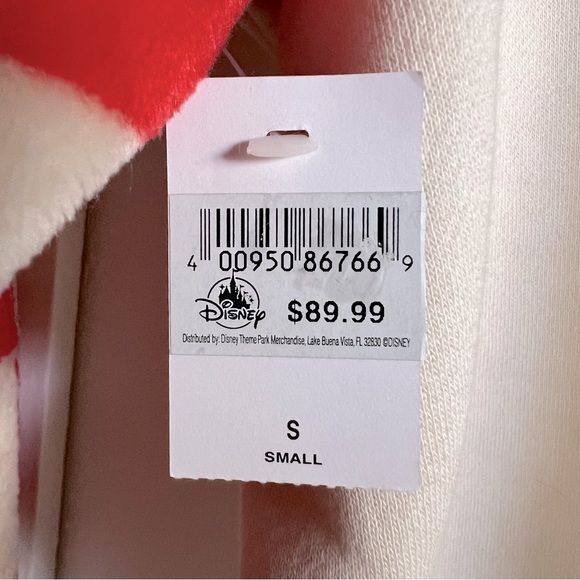 4 00950 86766 9
Disney $89.99
Distributed by: Disney Theme Park Merchandise, Lake Buena Vista, FL 32830 ©DISNEY
S
SMALL